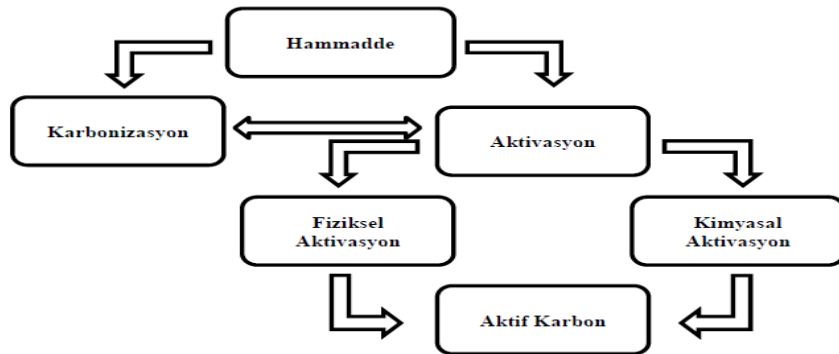 Hammadde
Karbonizasyon
Aktivasyon
Fiziksel
Aktivasyon
Kimyasal
Aktivasyon
Aktif Karbon